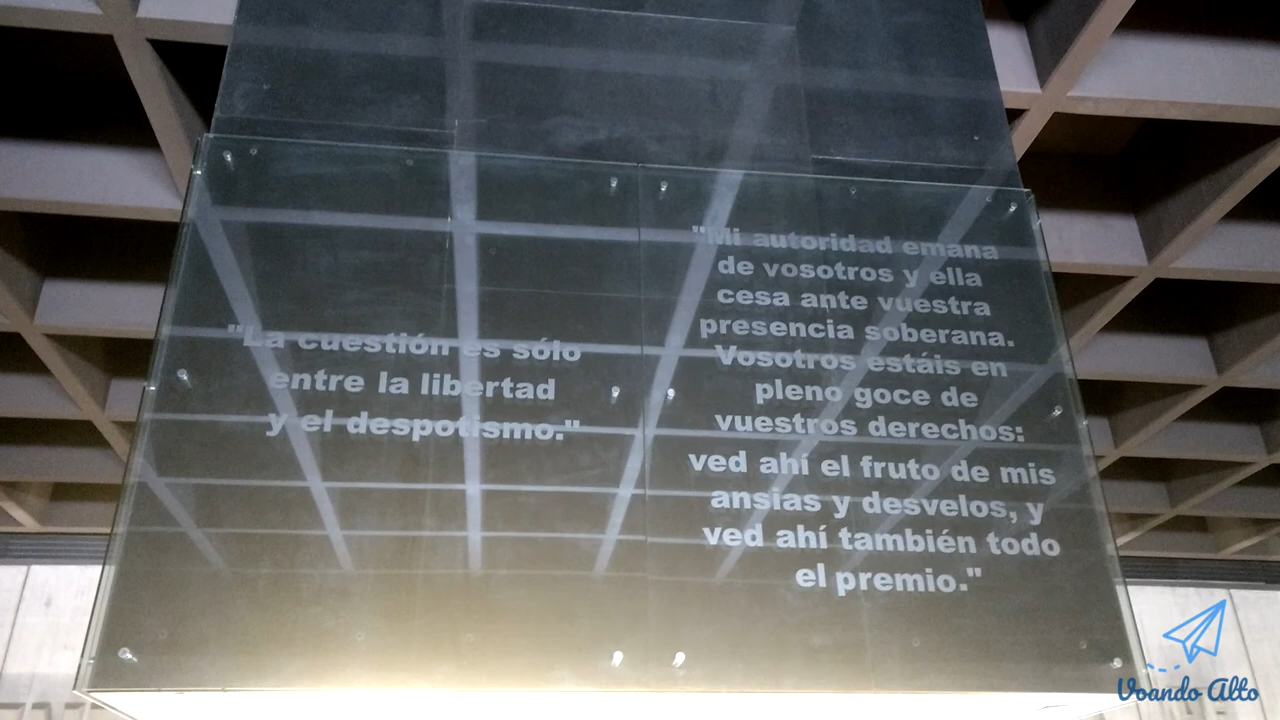 "La cuestión es sólo
entre la libertad
y el despotismo."
"Mi autoridad emana
de vosotros y ella
cesa ante vuestra
presencia soberana.
Vosotros estáis en
pleno goce de
vuestros derechos:
ved ahí el fruto de mis
ansias y desvelos, y
ved ahí también todo
el premio."
Voando Alto